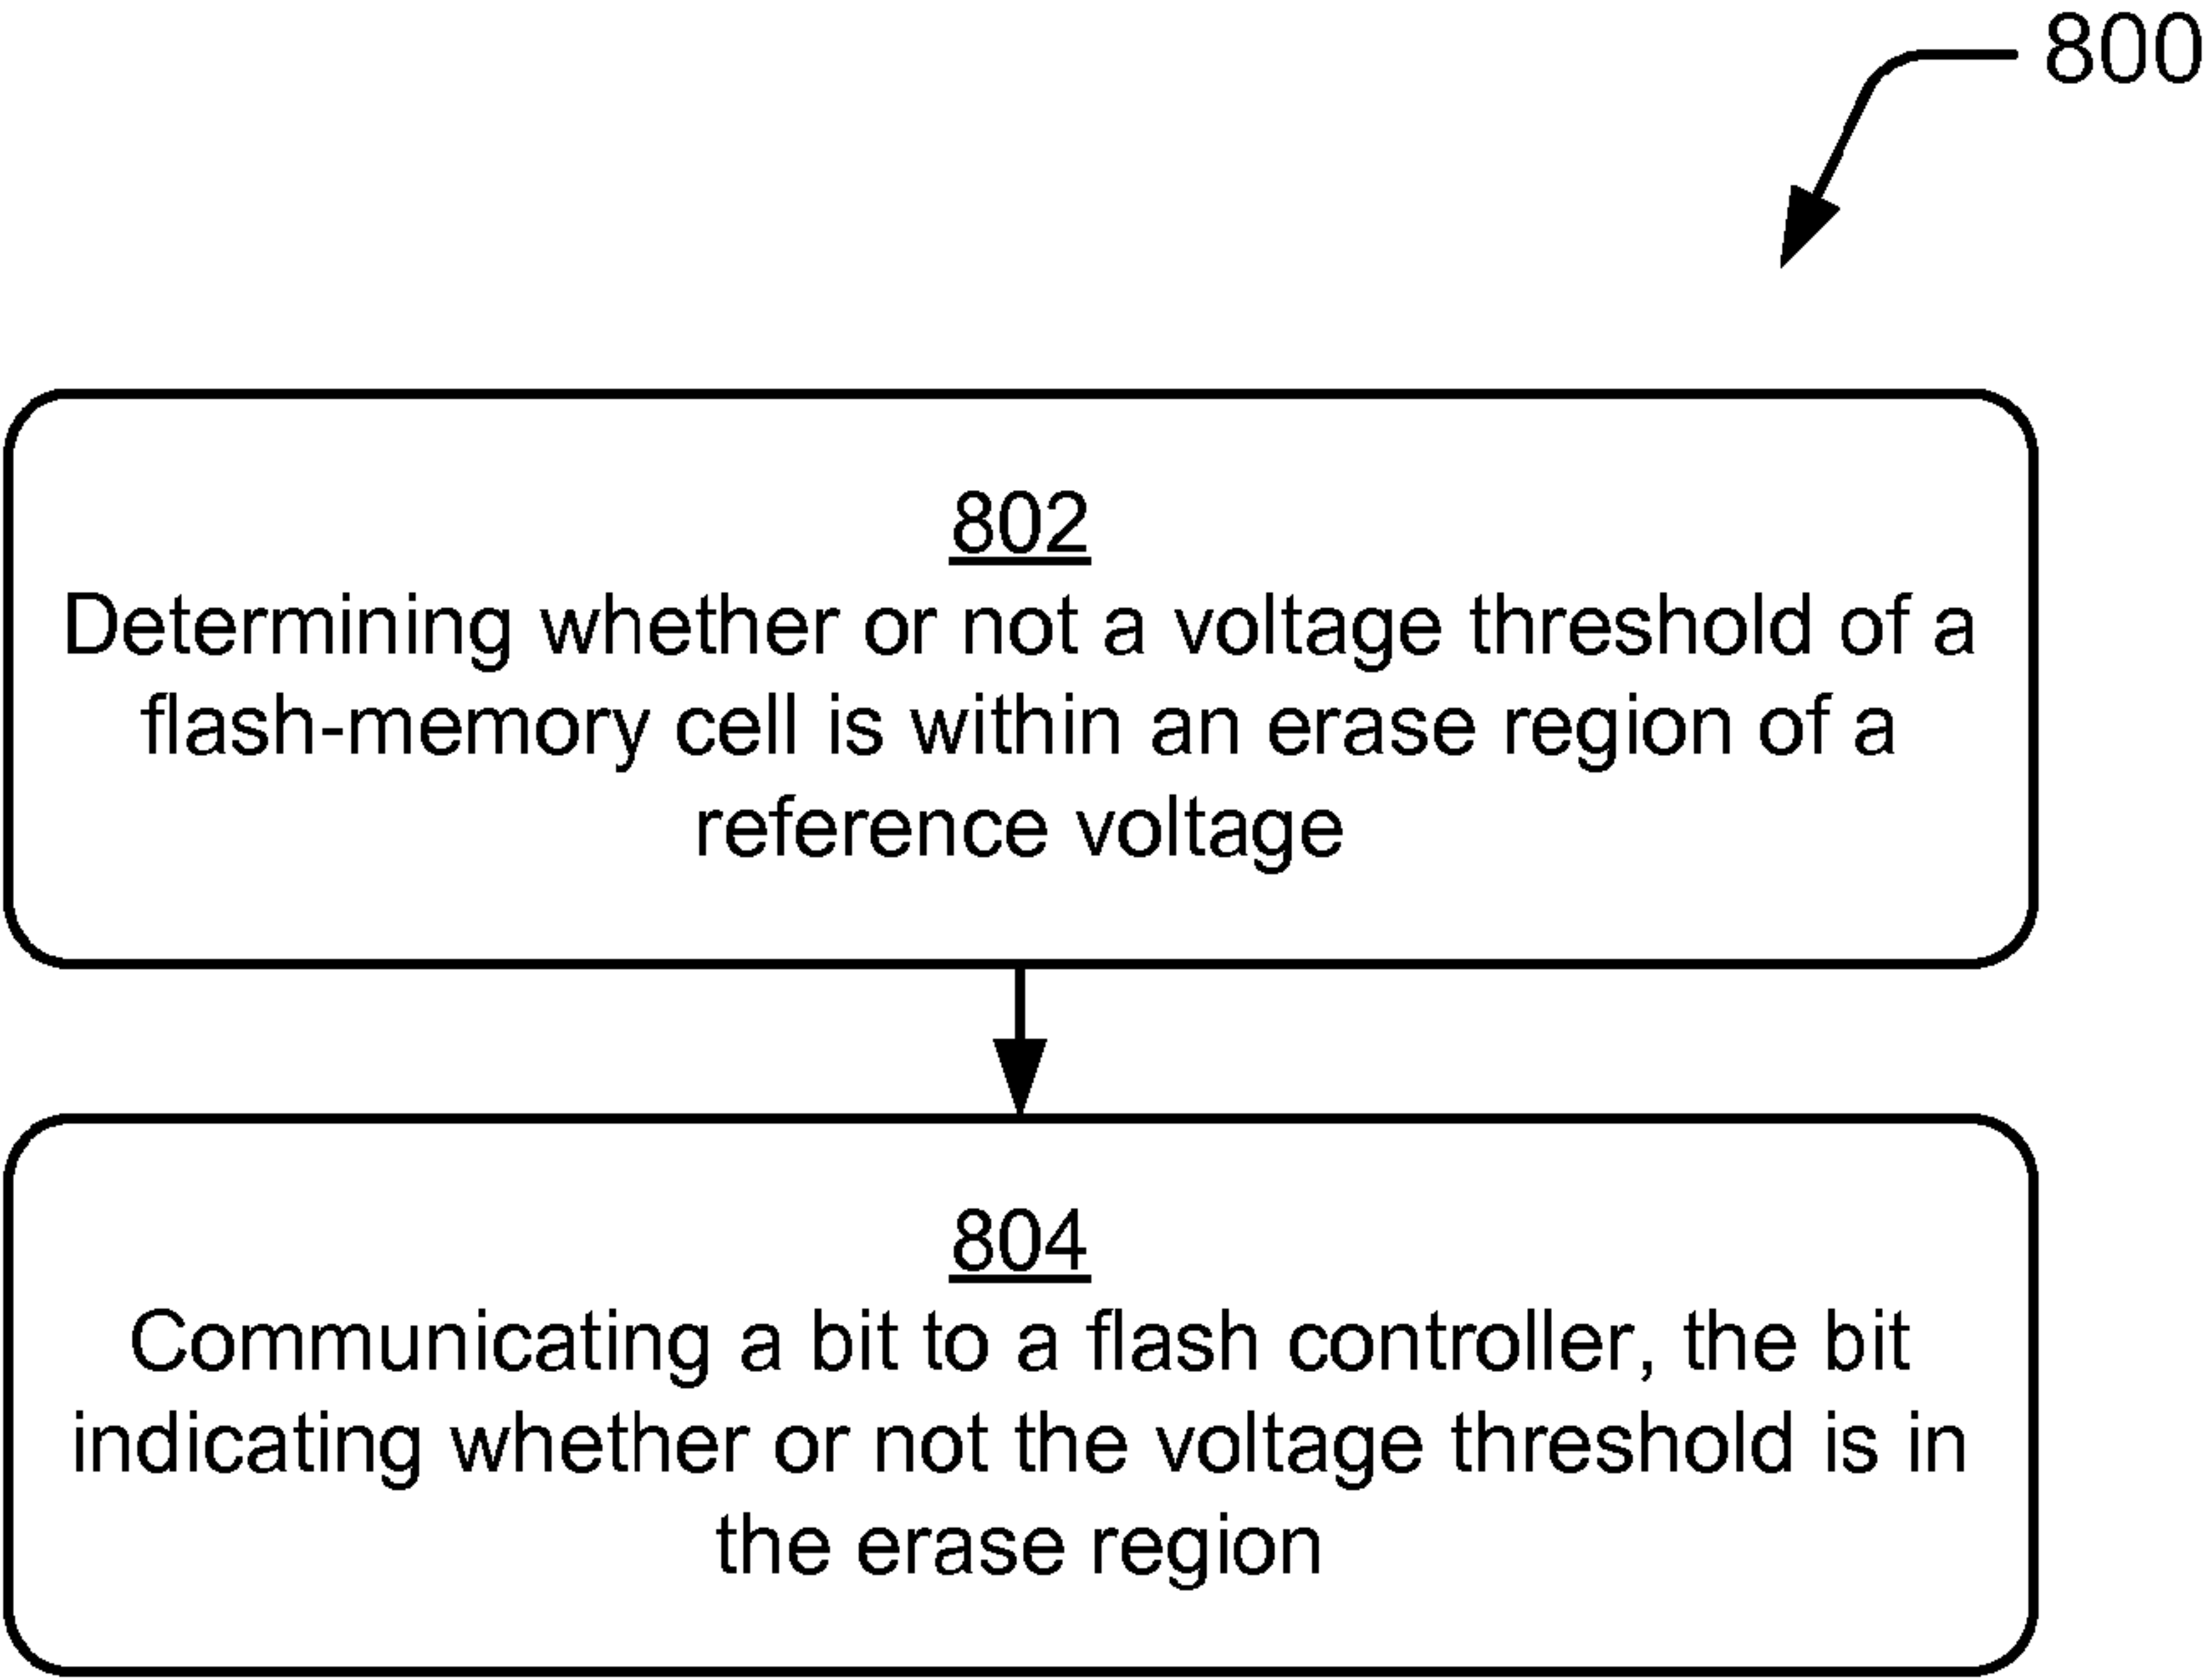 800
802
Determining whether or not a voltage threshold of a
flash-memory cell is within an erase region of a
reference voltage
804
Communicating a bit to a flash controller, the bit
indicating whether or not the voltage threshold is in
the erase region